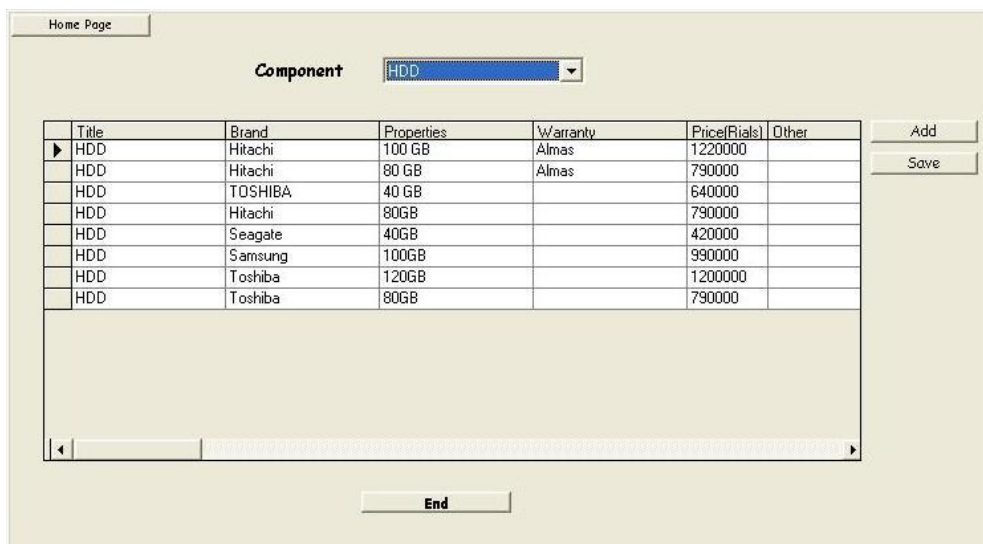 Home Page
Component HDD
Title Brand Properties Warranty Price(Rials) Other Add
HDD Hitachi 100 GB Almas 1220000
HDD Hitachi 80 GB Almas 790000 Save
HDD TOSHIBA 40 GB 640000
HDD Hitachi 80GB 790000
HDD Seagate 40GB 420000
HDD Samsung 100GB 990000
HDD Toshiba 120GB 1200000
HDD Toshiba 80GB 790000
End